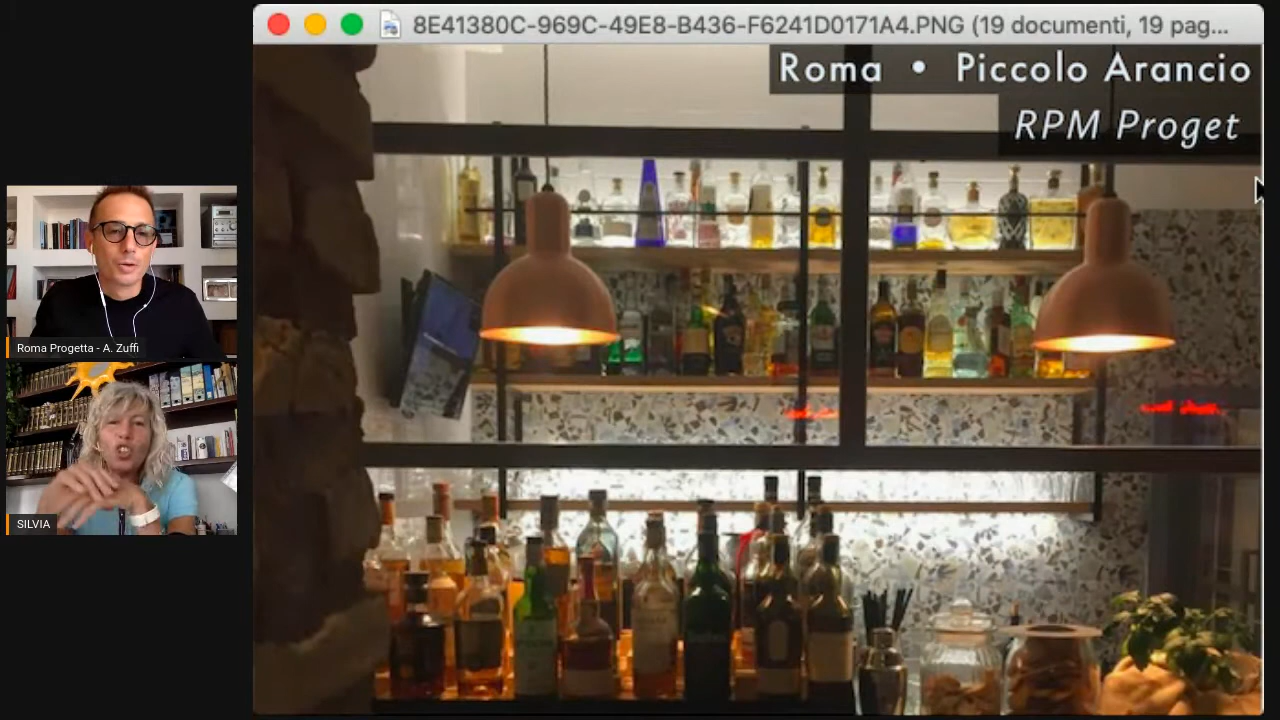 8E41380C-969C-49E8-B436-F6241D0171A4.PNG (19 documenti, 19 pag...
Roma • Piccolo Arancio
RPM Proget
Roma Progetta - A. Zuffi
SILVIA